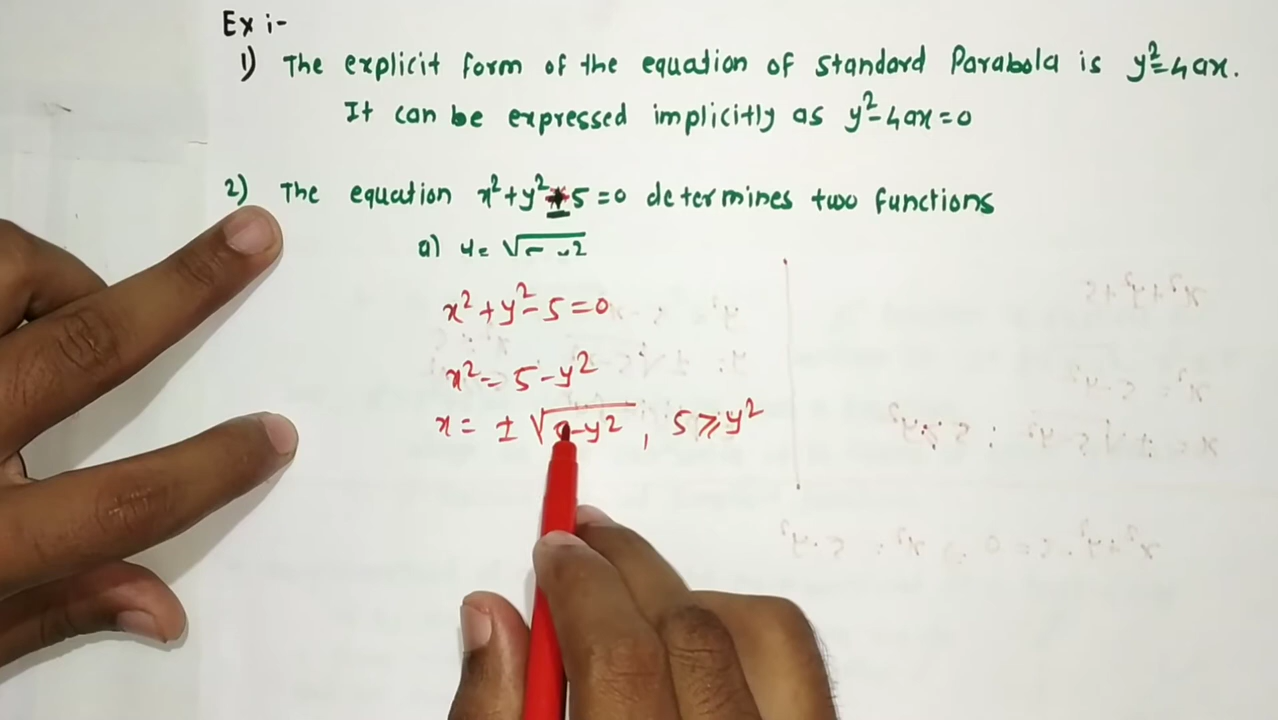 Ex :-
1) The explicit form of the equation of standard Parabola is y²=4ax.
It can be expressed implicitly as y²-4ax=0
2) The equation x²+y² 5=0 determines two functions
a) y=
x²+y²-5=0
x²=5-y²
x= ±√ -y² , 5⩾y²